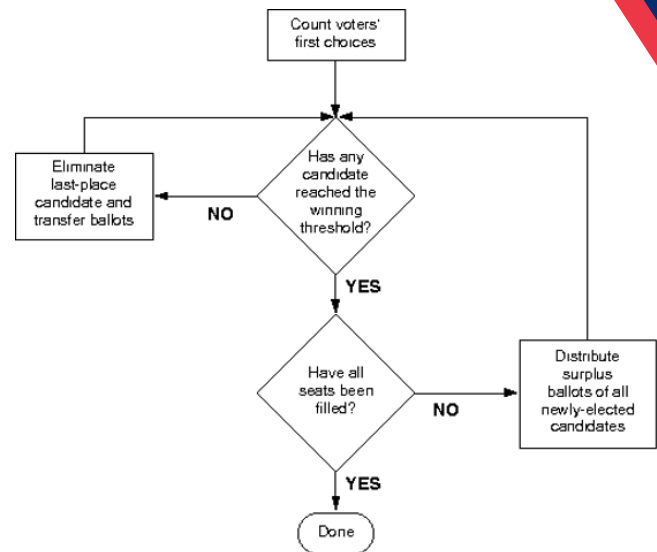 Count voters'
first choices
Has any
candidate
reached the
winning
threshold?
NO
Eliminate
last-place
candidate and
transfer ballots
YES
Have all
seats been
filled?
NO
Distribute
surplus
ballots of all
newly-elected
candidates
YES
Done